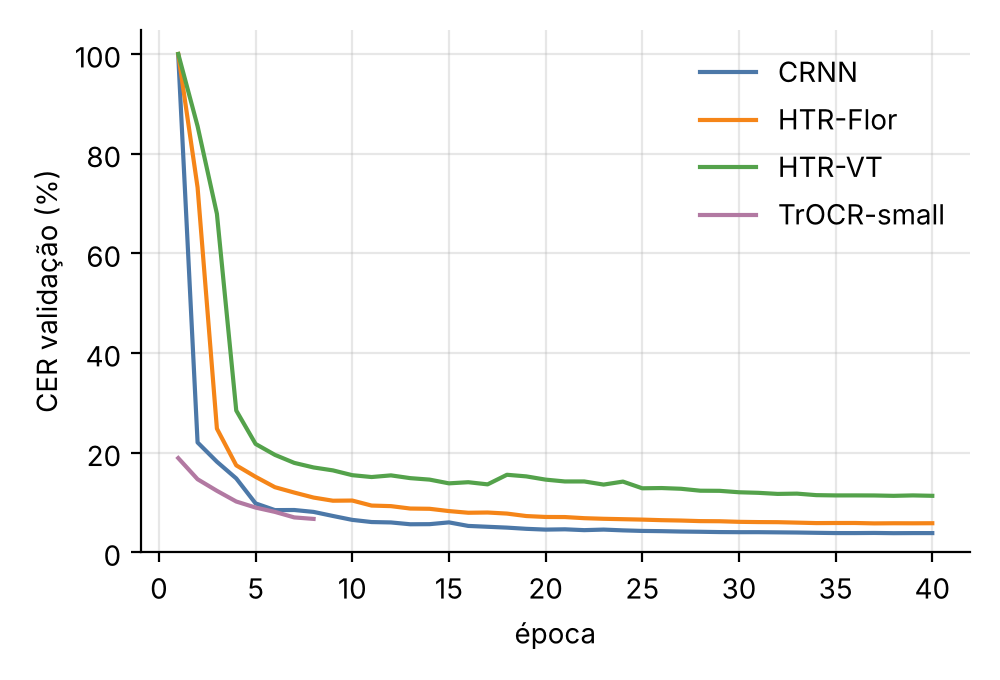 CER validação (%)
100
80
60
40
20
0
0 5 10 15 20 25 30 35 40
época
CRNN
HTR-Flor
HTR-VT
TrOCR-small